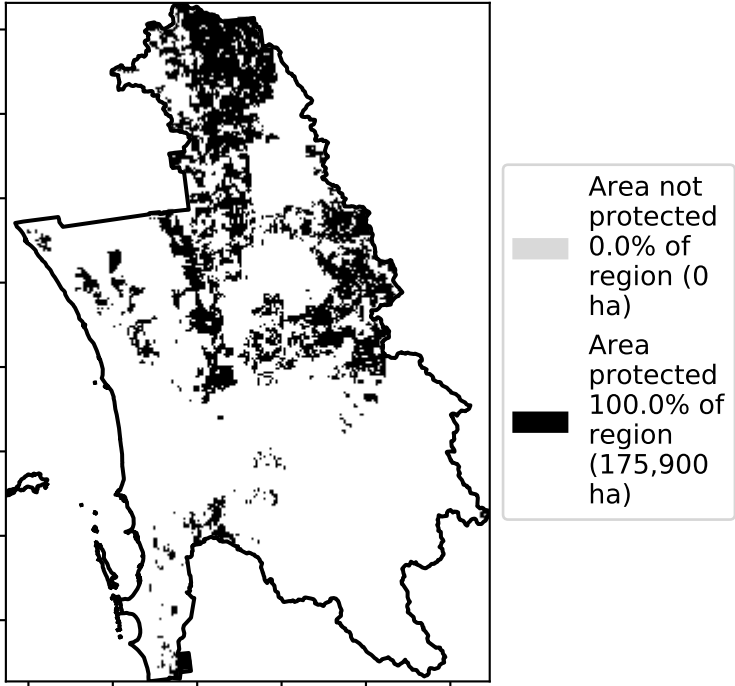 Area not
protected
0.0% of
region (0
ha)
Area
protected
100.0% of
region
(175,900
ha)